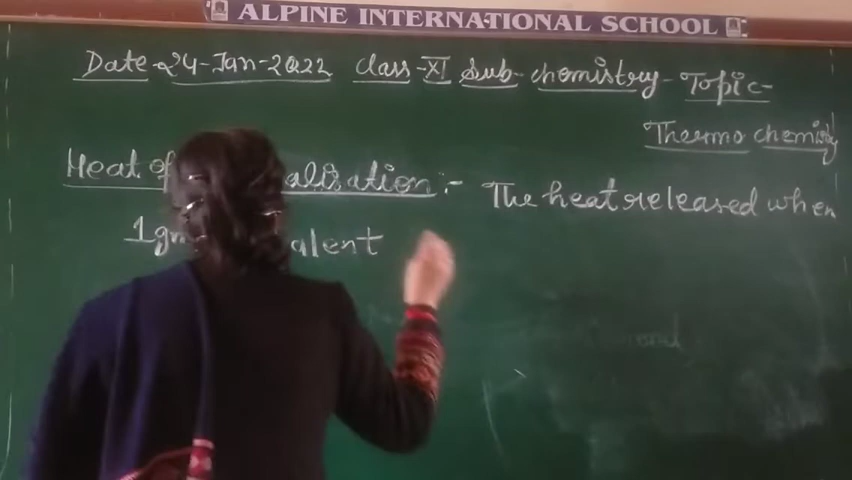 ALPINE INTERNATIONAL SCHOOL
Date-24-Jan-2022 Class-XI Sub-chemistry-Topic-
Thermo chemistry
Heat of alisation:- The heat released when
1gm alent